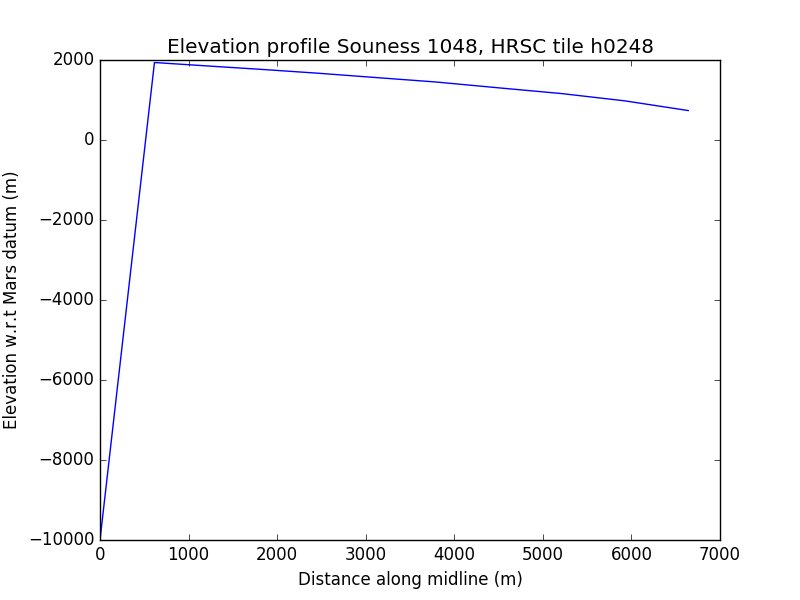 Elevation profile Souness 1048, HRSC tile h0248
2000
0
−2000
−4000
−6000
−8000
−10000
Elevation w.r.t Mars datum (m)
0 1000 2000 3000 4000 5000 6000 7000
Distance along midline (m)